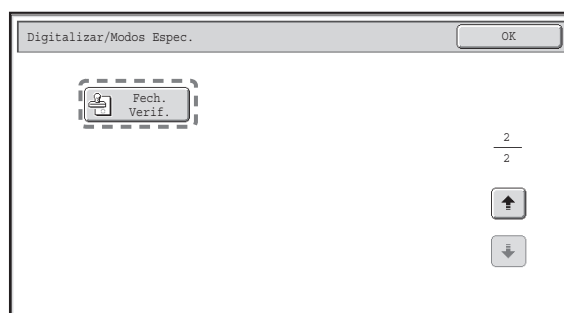 Digitalizar/Modos Espec.
OK
Fech.
Verif.
2
2